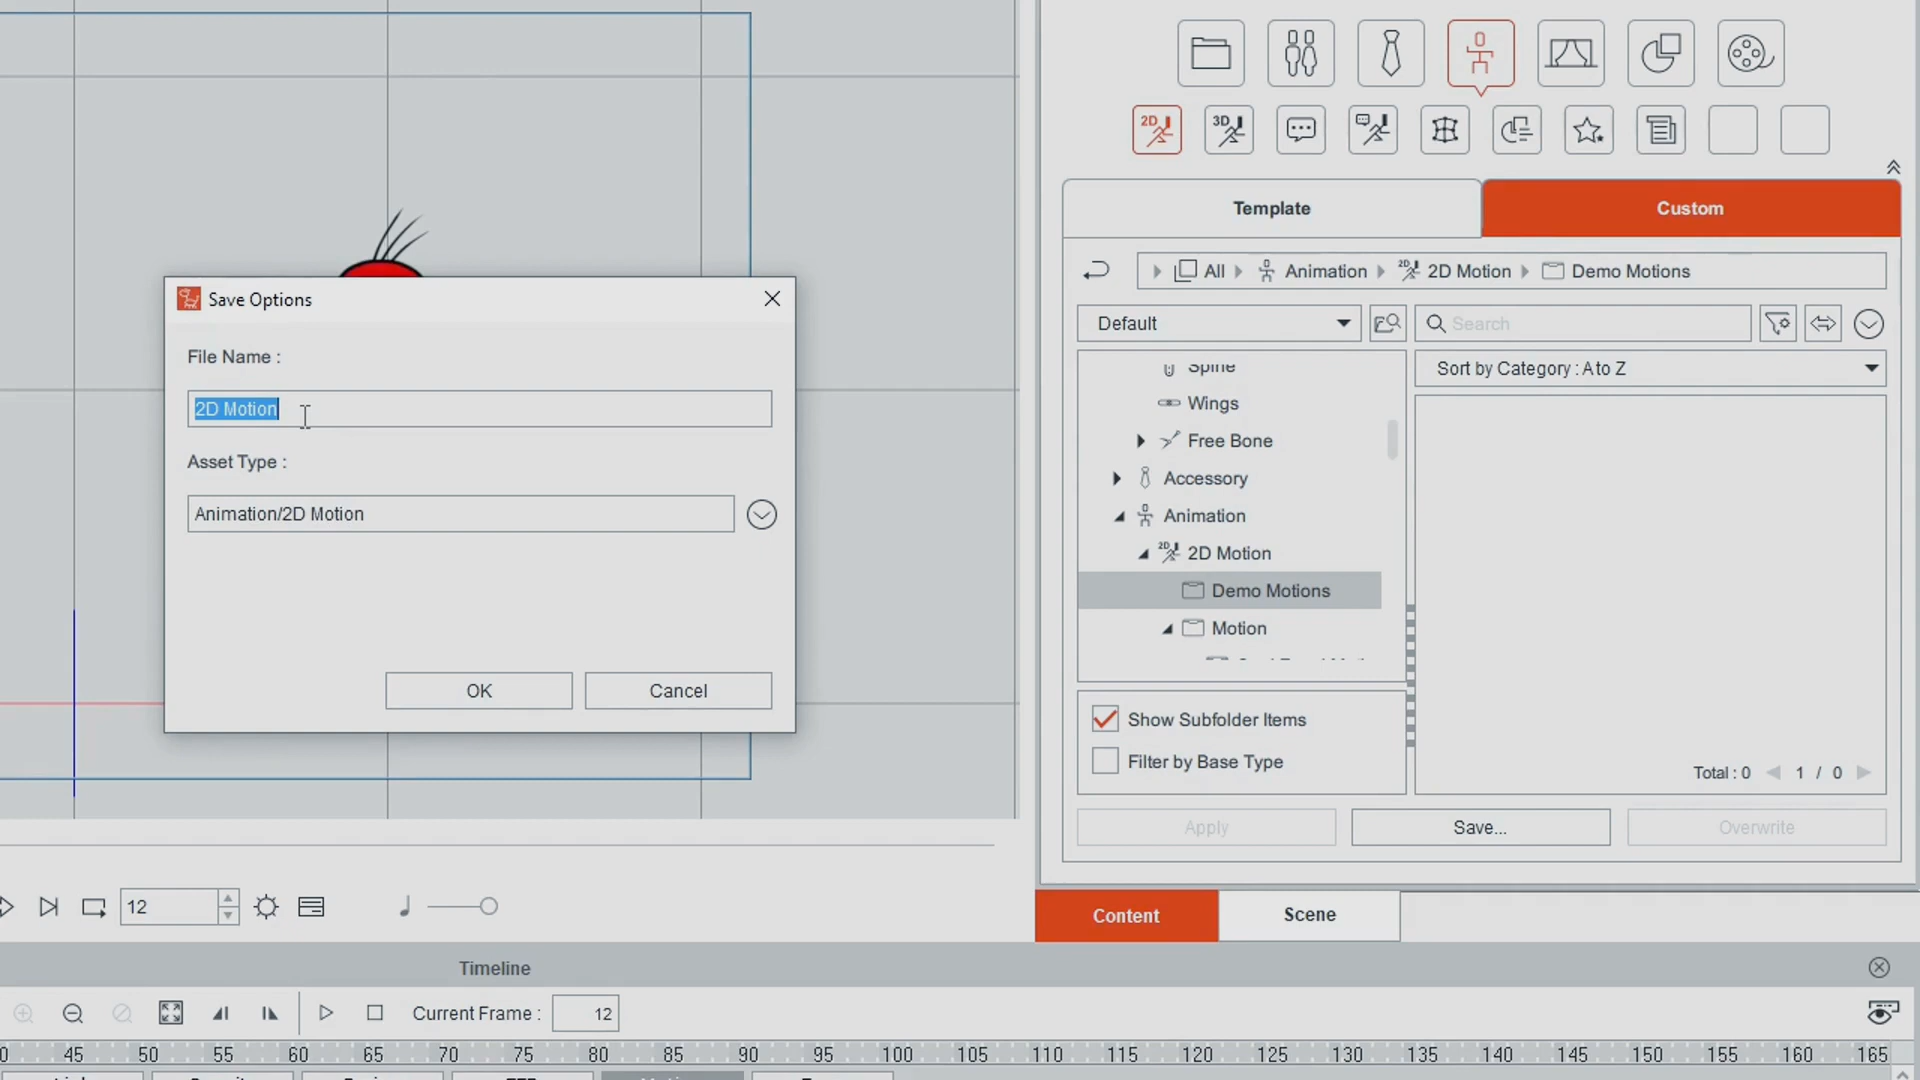 2D
3D
Template
Custom
All
Animation
2D Motion
Demo Motions
Default
Search
Sort by Category : A to Z
Spine
Wings
Free Bone
Accessory
Animation
2D Motion
Demo Motions
Motion
Show Subfolder Items
Filter by Base Type
Total : 0 1 / 0
Apply
Save...
Overwrite
Content
Scene
Save Options
File Name :
2D Motion
Asset Type :
Animation/2D Motion
OK
Cancel
12
Timeline
Current Frame : 12
45 50 55 60 65 70 75 80 85 90 95 100 105 110 115 120 125 130 135 140 145 150 155 160 165